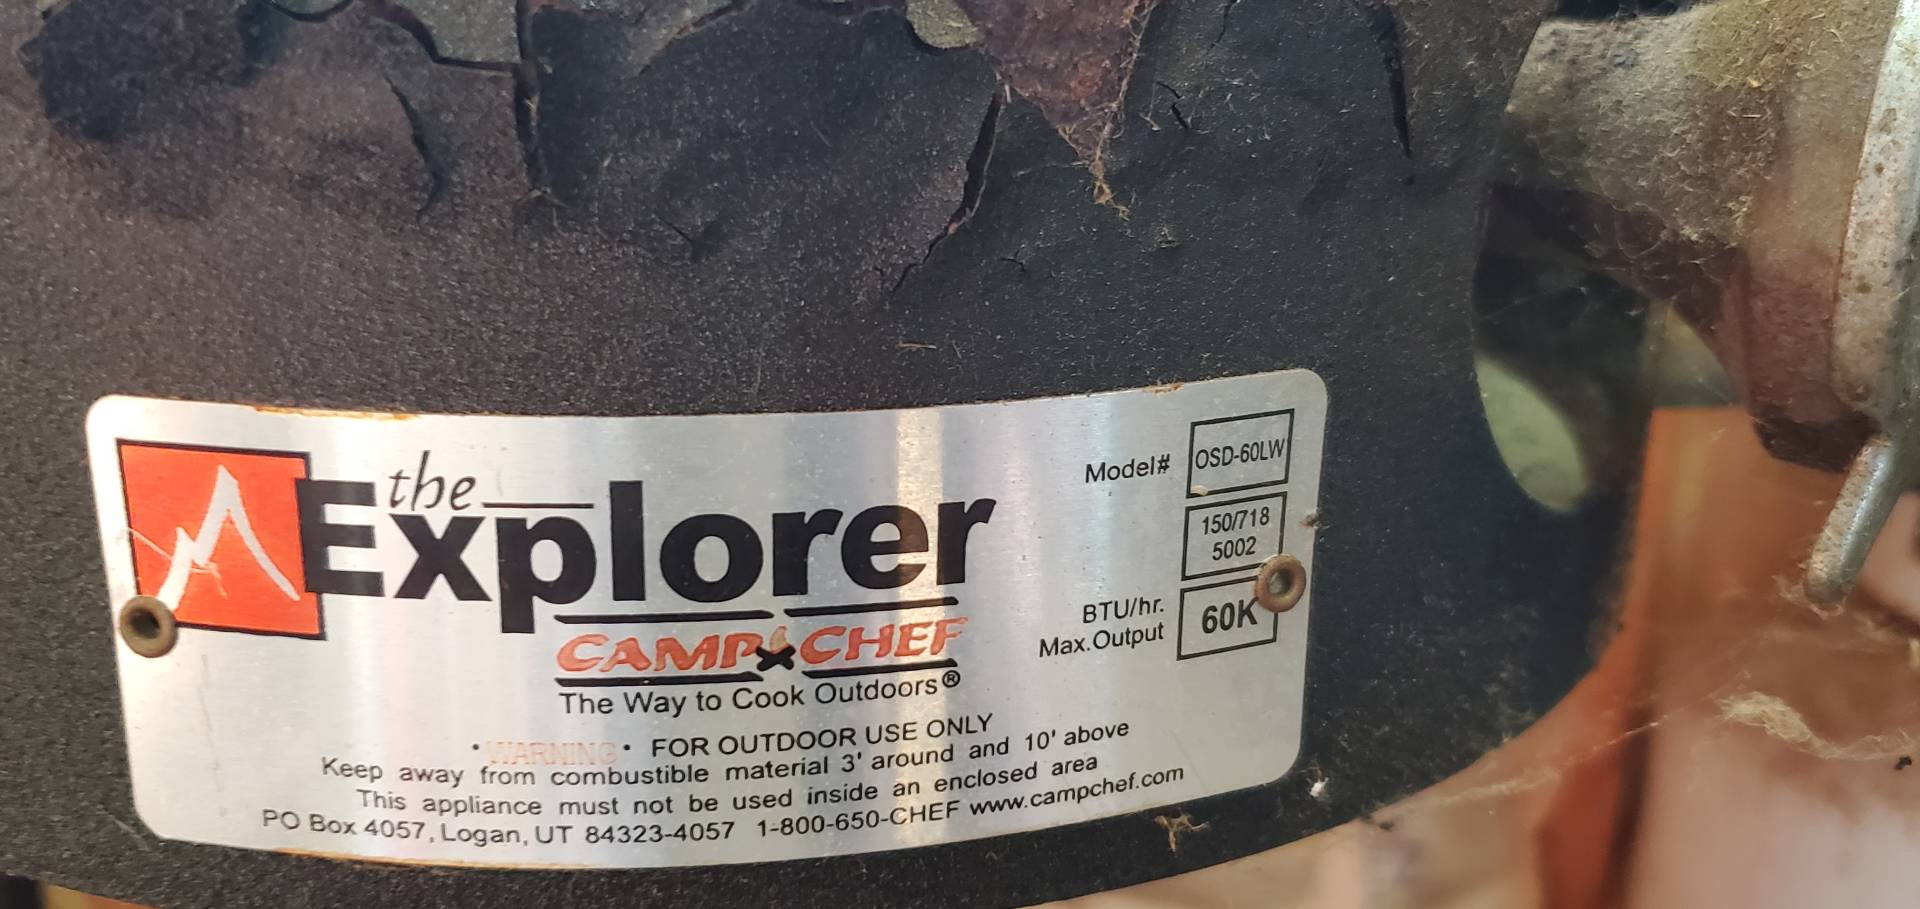 the
Explorer
CAMP CHEF
The Way to Cook Outdoors®
Model# OSD-60LW
150/718
5002
BTU/hr.
Max.Output 60K
• WARNING • FOR OUTDOOR USE ONLY
Keep away from combustible material 3' around and 10' above
This appliance must not be used inside an enclosed area
PO Box 4057, Logan, UT 84323-4057 1-800-650-CHEF www.campchef.com